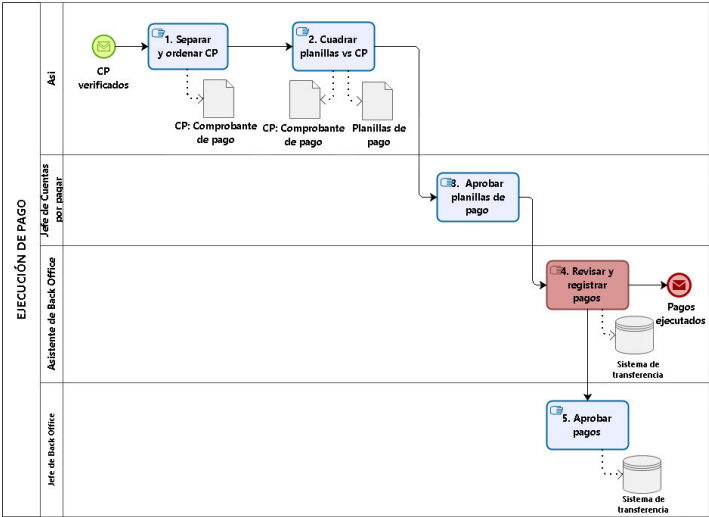 EJECUCIÓN DE PAGO
Asi
CP
verificados
1. Separar
y ordenar CP
2. Cuadrar
planillas vs CP
CP: Comprobante
de pago
CP: Comprobante
de pago
Planillas de
pago
Jefe de Cuentas
por pagar
3. Aprobar
planillas de
pago
Asistente de Back Office
4. Revisar y
registrar
pagos
Pagos
ejecutados
Sistema de
transferencia
Jefe de Back Office
5. Aprobar
pagos
Sistema de
transferencia